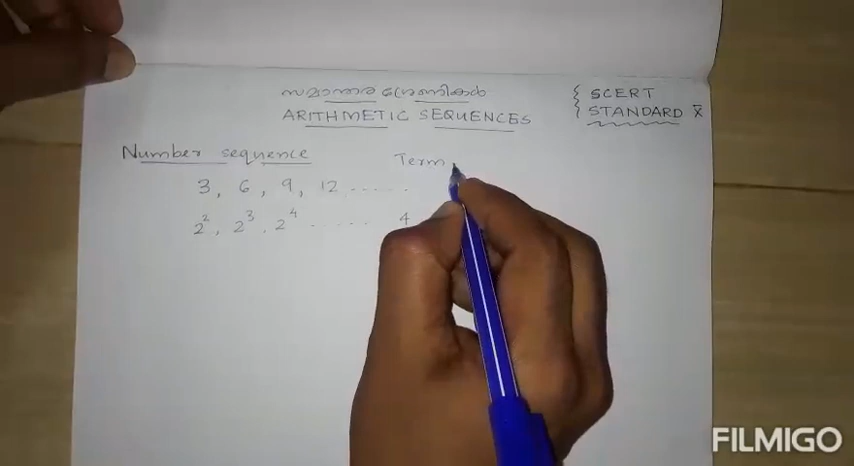 സമാന്തര ശ്രേണികൾ
ARITHMETIC SEQUENCES
SCERT
STANDARD X
Number sequence
Term
3, 6, 9, 12 .....
2², 2³, 2⁴ ..... 4
FILMIGO